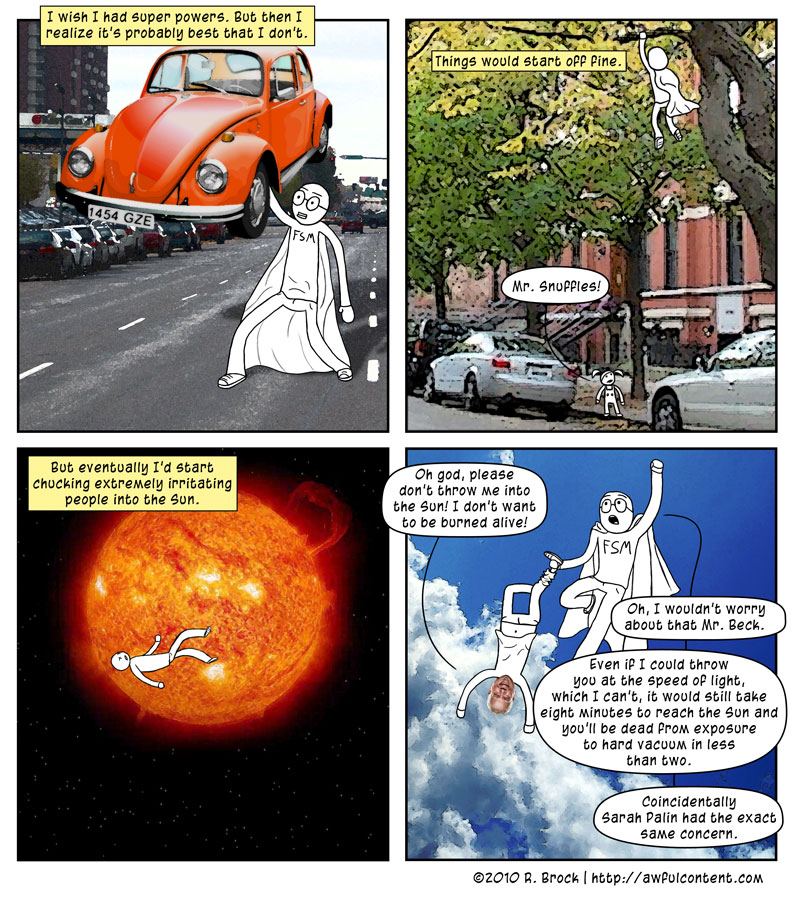 I wish I had super powers. But then I
realize it's probably best that I don't.
1454 GZE
FSM
Things would start off fine.
Mr. Snuffles!
But eventually I'd start
chucking extremely irritating
people into the Sun.
Oh god, please
don't throw me into
the Sun! I don't want
to be burned alive!
FSM
Oh, I wouldn't worry
about that Mr. Beck.
Even if I could throw
you at the speed of light,
which I can't, it would still take
eight minutes to reach the Sun and
you'll be dead from exposure
to hard vacuum in less
than two.
Coincidentally
Sarah Palin had the exact
same concern.
©2010 R. Brock | http://awfulcontent.com